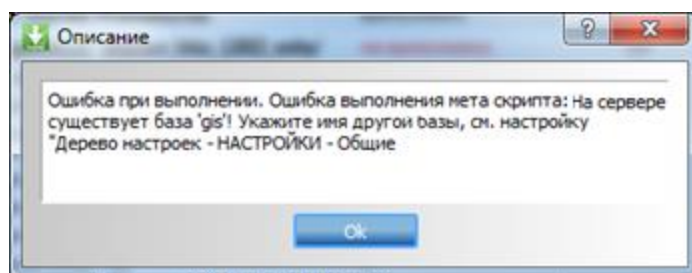 Описание
Ошибка при выполнении. Ошибка выполнения мета скрипта: На сервере
существует база 'gis'! Укажите имя другой базы, см. настройку
"Дерево настроек - НАСТРОЙКИ - Общие
Ok